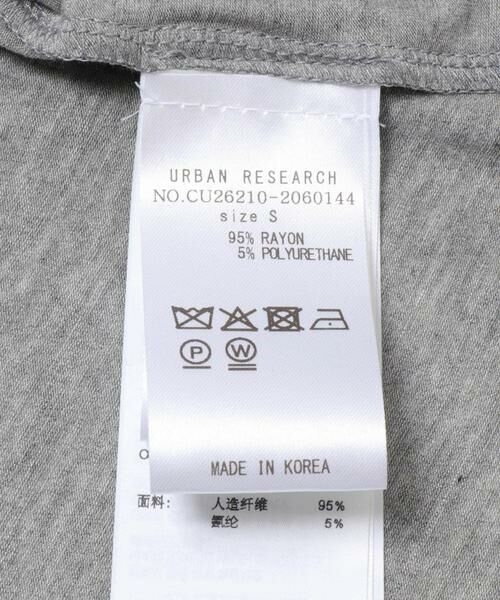 URBAN RESEARCH
NO.CU26210-2060144
size S
95% RAYON
5% POLYURETHANE
P W
MADE IN KOREA
面料: 人造纤维 95%
氨纶 5%